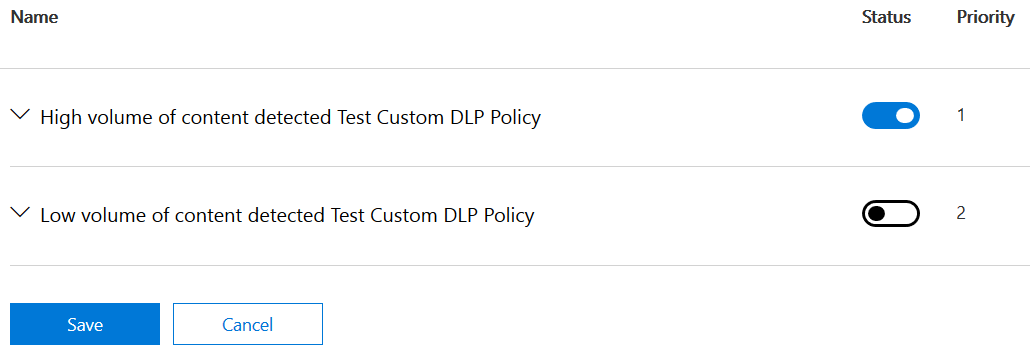 Name Status Priority
High volume of content detected Test Custom DLP Policy 1
Low volume of content detected Test Custom DLP Policy 2
Save Cancel